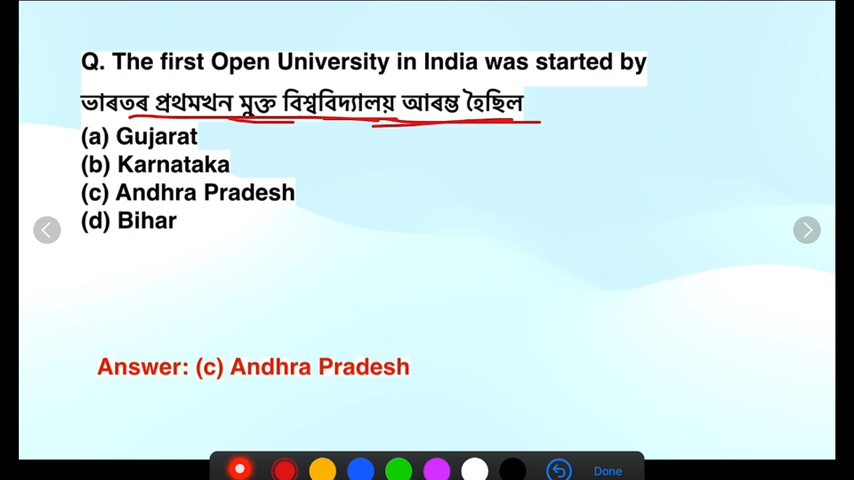 Q. The first Open University in India was started by
ভাৰতৰ প্ৰথমখন মুক্ত বিশ্ববিদ্যালয় আৰম্ভ হৈছিল
(a) Gujarat
(b) Karnataka
(c) Andhra Pradesh
(d) Bihar
Answer: (c) Andhra Pradesh
Done